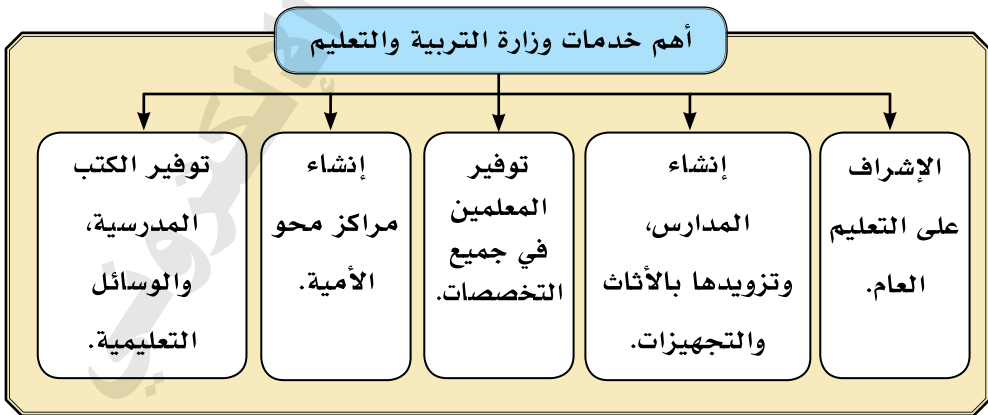 أهم خدمات وزارة التربية والتعليم
الإشراف
على التعليم
العام.
إنشاء
المدارس،
وتزويدها بالأثاث
والتجهيزات.
توفير
المعلمين
في جميع
التخصصات.
إنشاء
مراكز محو
الأمية.
توفير الكتب
المدرسية،
والوسائل
التعليمية.